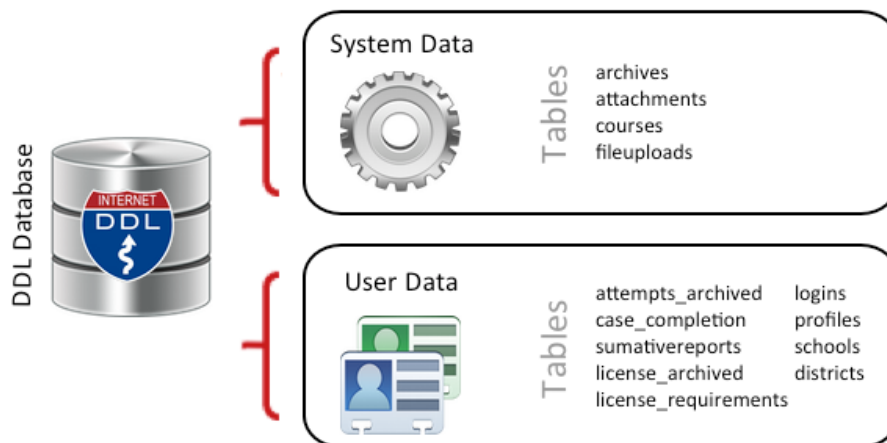 DDL Database
INTERNET
DDL
System Data
Tables
archives
attachments
courses
fileuploads
User Data
Tables
attempts_archived
case_completion
sumativereports
license_archived
license_requirements
logins
profiles
schools
districts